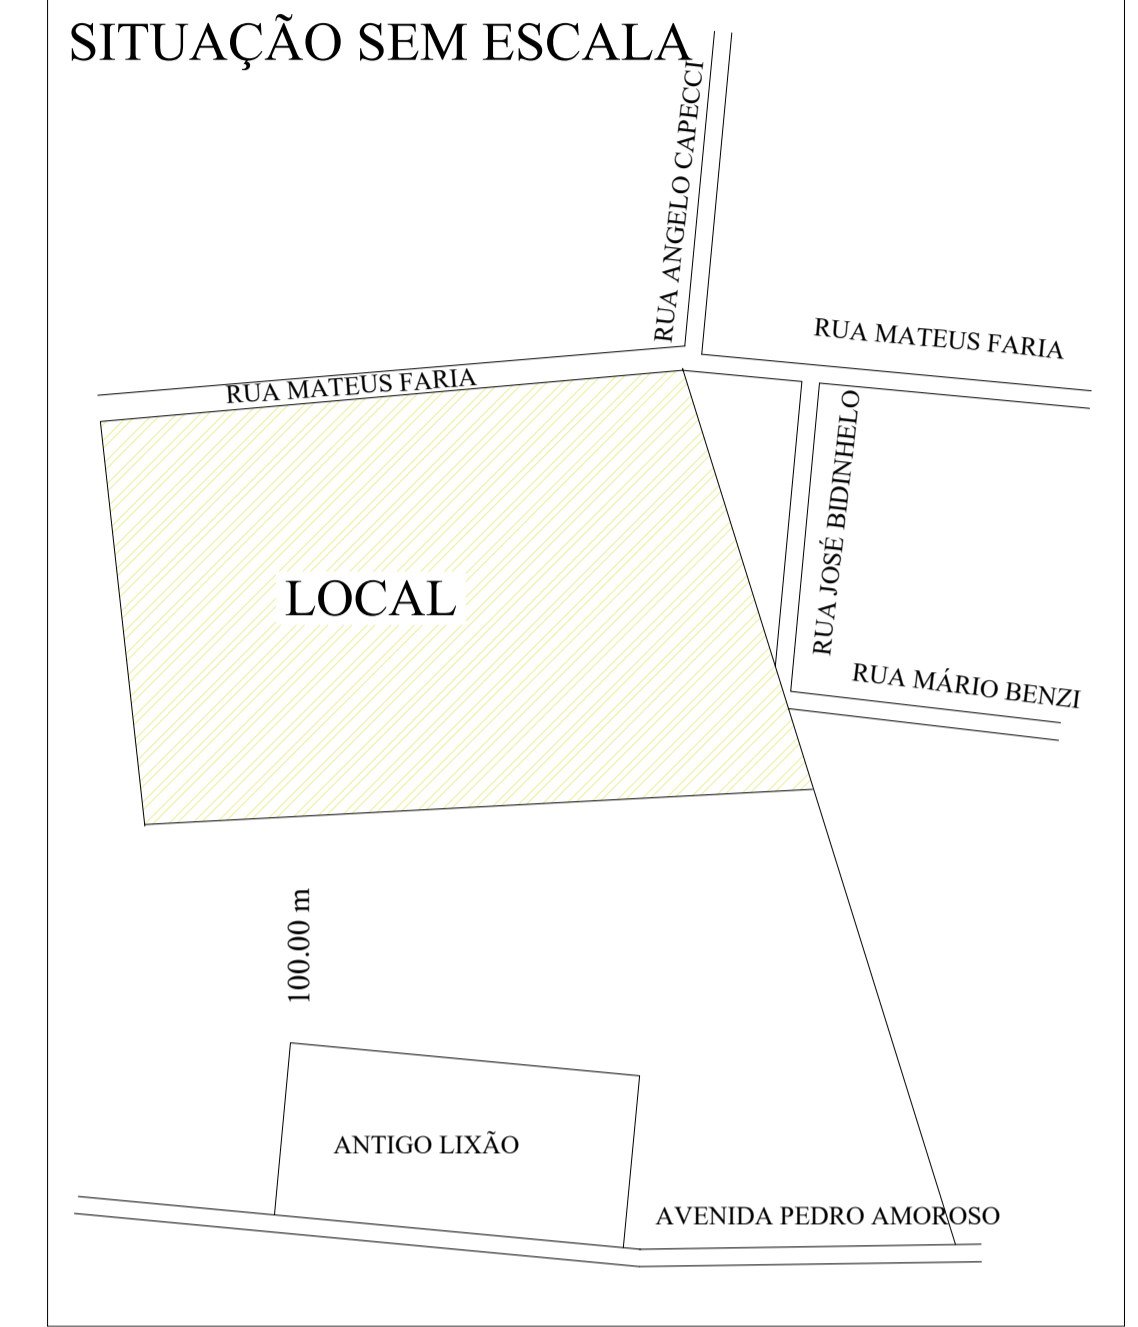 SITUAÇÃO SEM ESCALA
RUA ANGELO CAPECCI
RUA MATEUS FARIA
RUA MATEUS FARIA
RUA JOSÉ BIDINHELO
LOCAL
RUA MÁRIO BENZI
100.00 m
ANTIGO LIXÃO
AVENIDA PEDRO AMOROSO